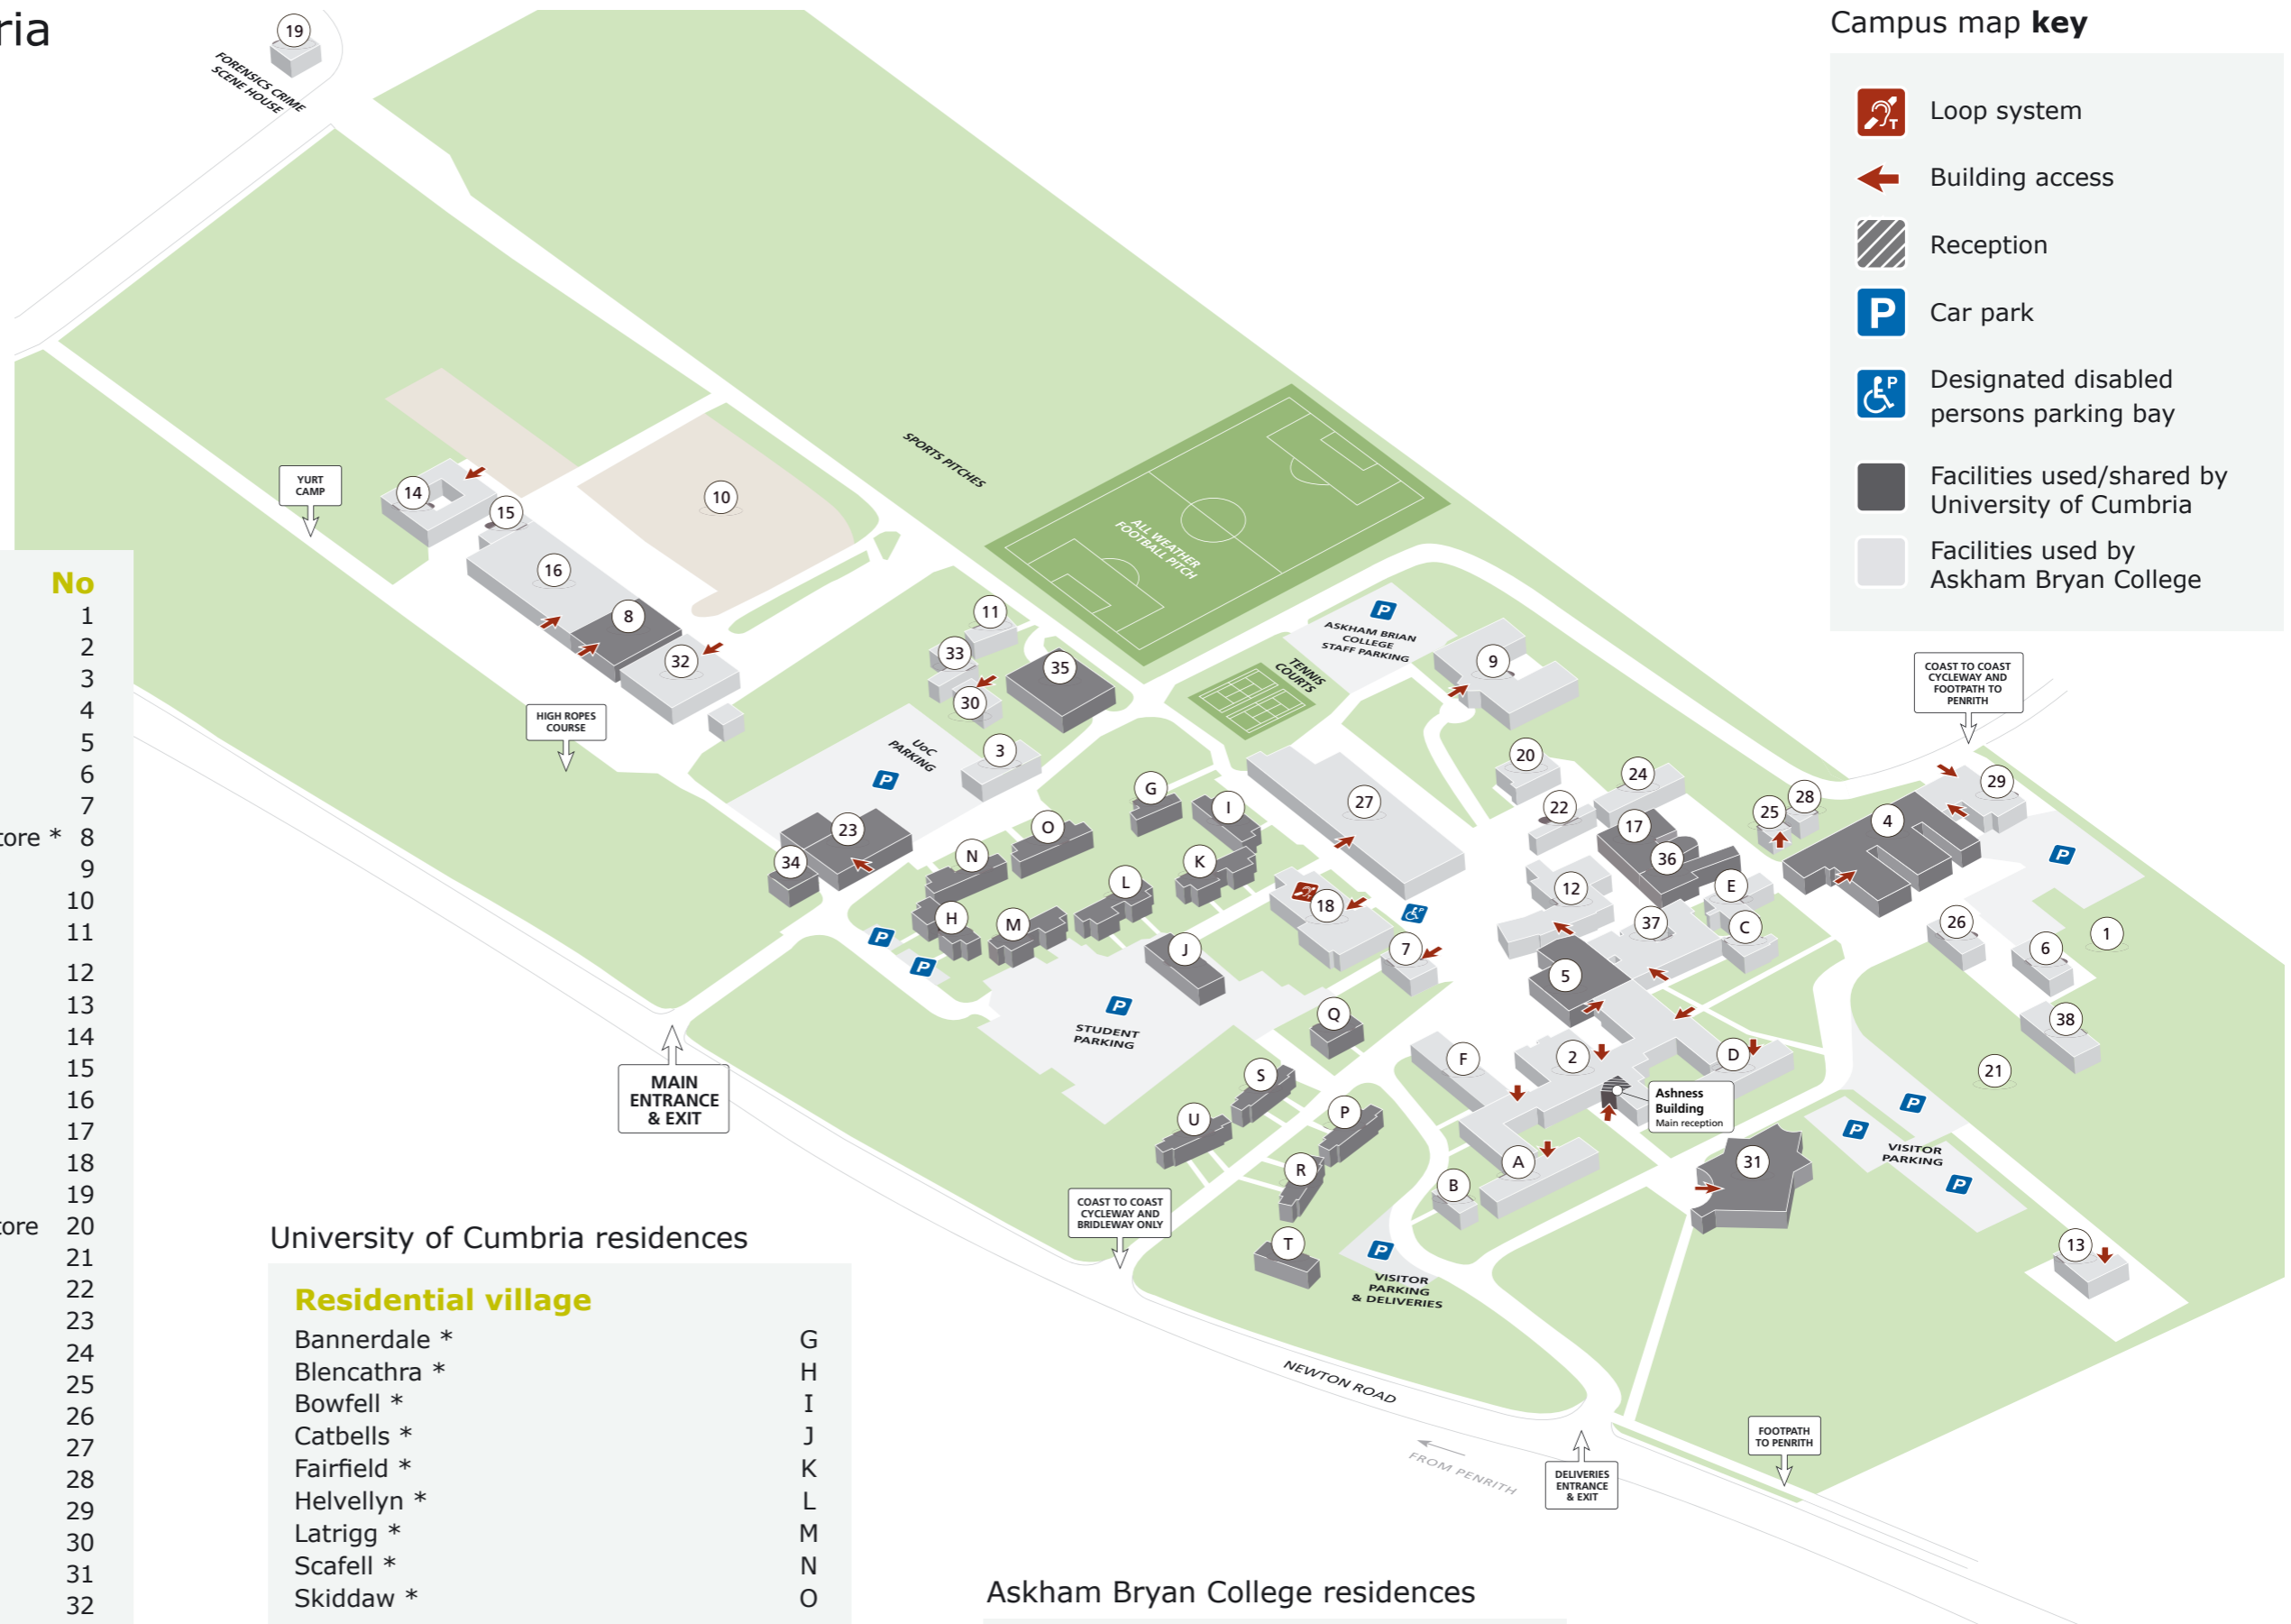 ria
Campus map key
Loop system
Building access
Reception
P
Car park
P
Designated disabled
persons parking bay
Facilities used/shared by
University of Cumbria
Facilities used by
Askham Bryan College
19
FORENSICS CRIME
SCENE HOUSE
SPORTS PITCHES
ALL WEATHER
FOOTBALL PITCH
YURT
CAMP
14
15
10
16
8
32
11
33
35
30
3
HIGH ROPES
COURSE
UoC
PARKING
P
P
ASKHAM BRIAN
COLLEGE
STAFF PARKING
TENNIS
COURTS
9
COAST TO COAST
CYCLEWAY AND
FOOTPATH TO
PENRITH
20
24
22
27
17
36
25
28
4
29
P
23
34
G
I
O
N
K
L
H
M
J
T
18
P
7
12
E
37
C
5
26
6
1
38
21
P
P
P
STUDENT
PARKING
Q
F
2
D
Ashness
Building
Main reception
S
U
P
R
T
A
B
31
P
P
VISITOR
PARKING
P
13
MAIN
ENTRANCE
& EXIT
COAST TO COAST
CYCLEWAY AND
BRIDLEWAY ONLY
P
VISITOR
PARKING
& DELIVERIES
NEWTON ROAD
FROM PENRITH
DELIVERIES
ENTRANCE
& EXIT
FOOTPATH
TO PENRITH
No
1
2
3
4
5
6
7
tore * 8
9
10
11
12
13
14
15
16
17
18
19
tore 20
21
22
23
24
25
26
27
28
29
30
31
32
University of Cumbria residences
Residential village
Bannerdale * G
Blencathra * H
Bowfell * I
Catbells * J
Fairfield * K
Helvellyn * L
Latrigg * M
Scafell * N
Skiddaw * O
Askham Bryan College residences